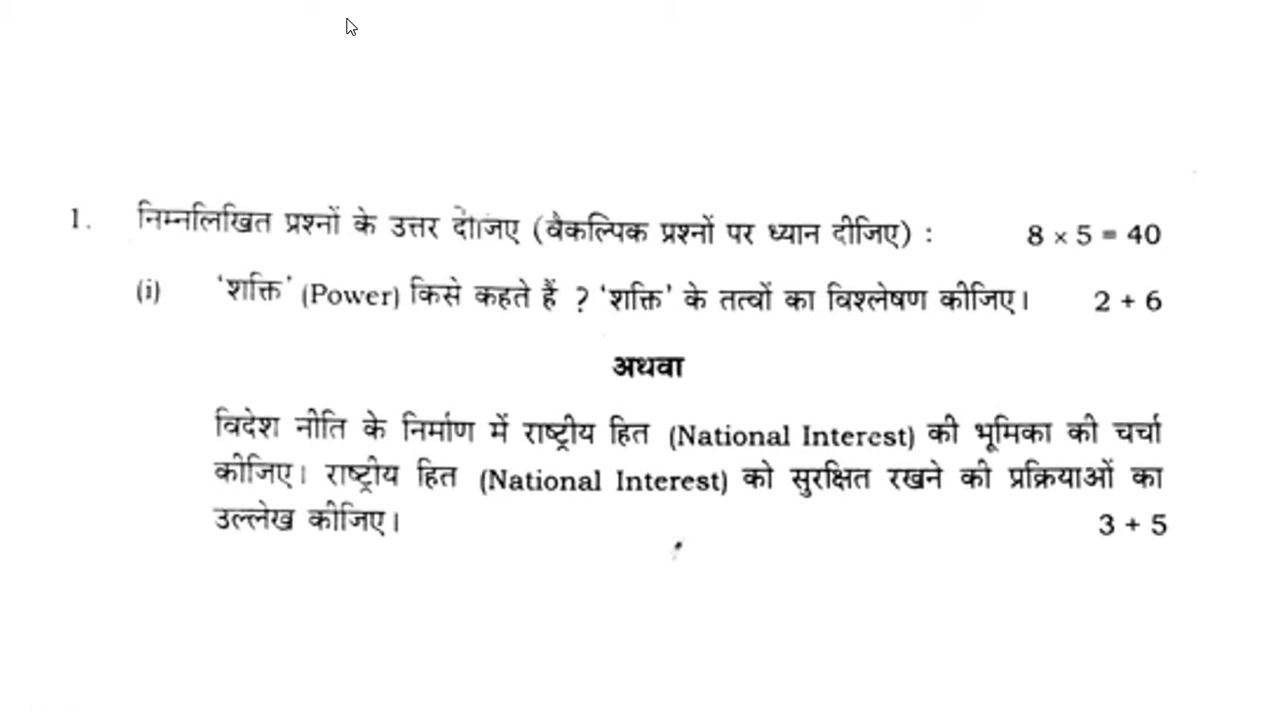 1. निम्नलिखित प्रश्नों के उत्तर दीजिए (वैकल्पिक प्रश्नों पर ध्यान दीजिए) : 8 × 5 = 40
(i) 'शक्ति' (Power) किसे कहते हैं ? 'शक्ति' के तत्वों का विश्लेषण कीजिए। 2 + 6
अथवा
विदेश नीति के निर्माण में राष्ट्रीय हित (National Interest) की भूमिका की चर्चा
कीजिए। राष्ट्रीय हित (National Interest) को सुरक्षित रखने की प्रक्रियाओं का
उल्लेख कीजिए। 3 + 5